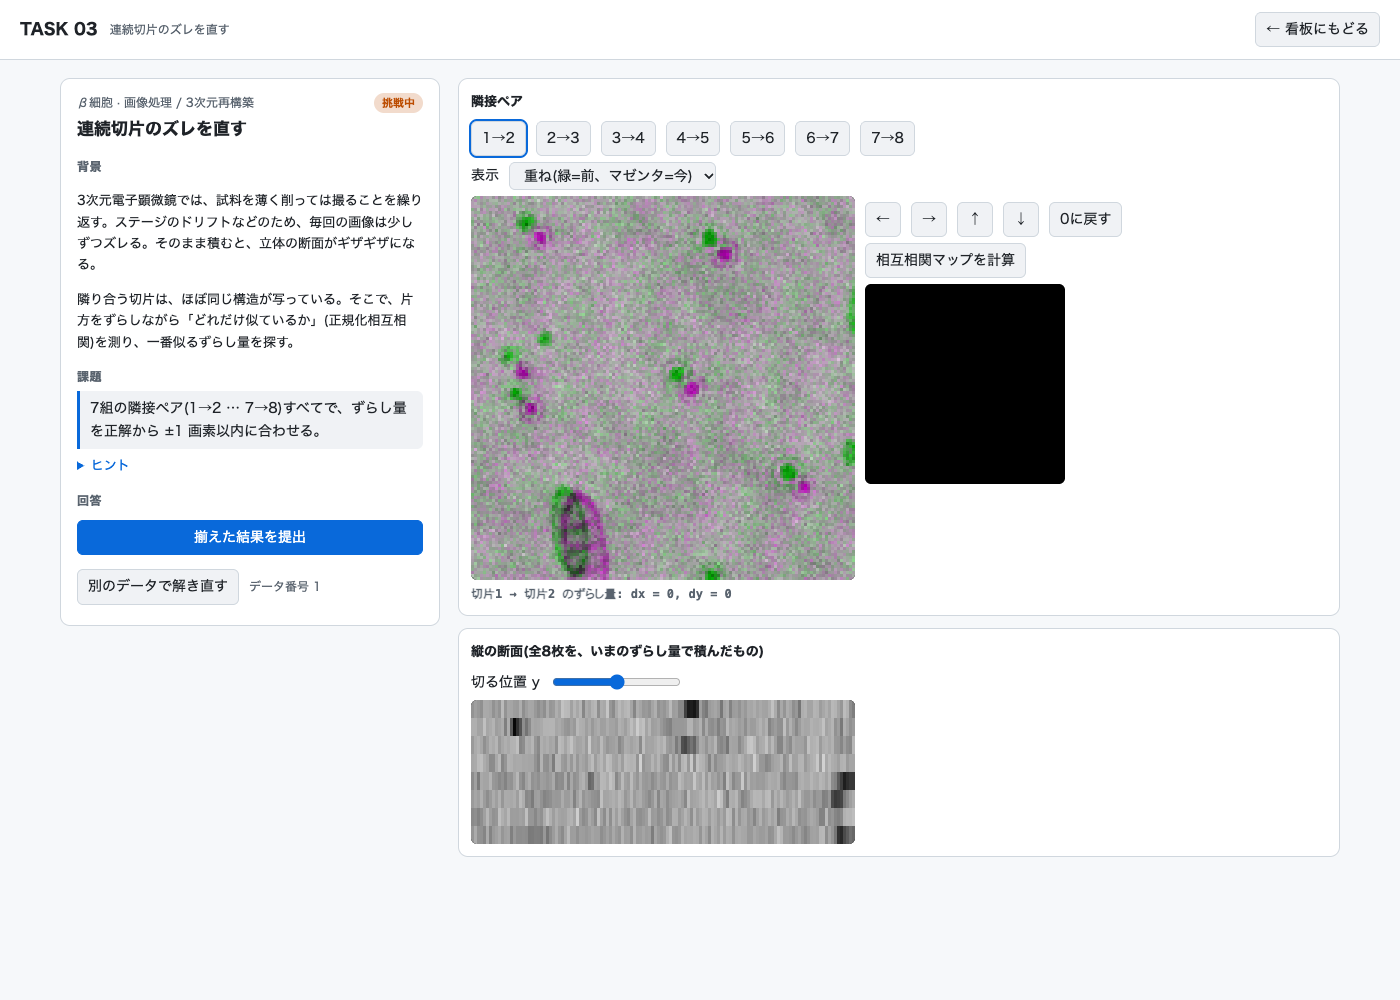 TASK 03 連続切片のズレを直す
← 看板にもどる
β細胞 · 画像処理 / 3次元再構築
挑戦中
連続切片のズレを直す
背景
3次元電子顕微鏡では、試料を薄く削っては撮ることを繰り
返す。ステージのドリフトなどのため、毎回の画像は少し
ずつズレる。そのまま積むと、立体の断面がギザギザにな
る。
隣り合う切片は、ほぼ同じ構造が写っている。そこで、片
方をずらしながら「どれだけ似ているか」(正規化相互相
関)を測り、一番似るずらし量を探す。
課題
7組の隣接ペア(1→2 … 7→8)すべてで、ずらし量
を正解から ±1 画素以内に合わせる。
▶ ヒント
回答
揃えた結果を提出
別のデータで解き直す データ番号 1
隣接ペア
1→2 2→3 3→4 4→5 5→6 6→7 7→8
表示 重ね(緑=前、マゼンタ=今)
← → ↑ ↓ 0に戻す
相互相関マップを計算
切片1 → 切片2 のずらし量: dx = 0, dy = 0
縦の断面(全8枚を、いまのずらし量で積んだもの)
切る位置 y